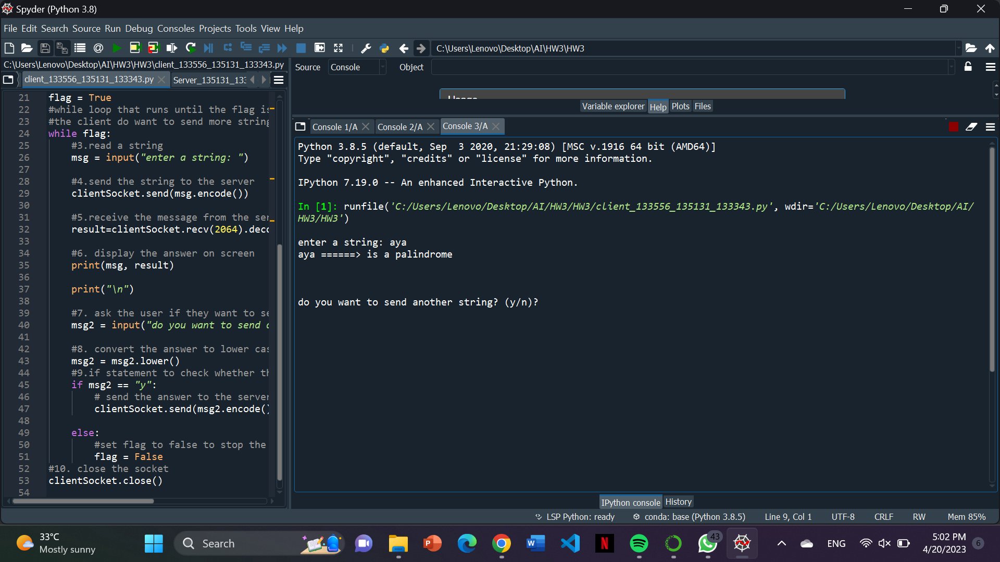 Spyder (Python 3.8)
File Edit Search Source Run Debug Consoles Projects Tools View Help
C:\Users\Lenovo\Desktop\AI\HW3\HW3
C:\Users\Lenovo\Desktop\AI\HW3\HW3\client_133556_135131_133343.py
client_133556_135131_133343.py
Server_135131_133
21 flag = True
22 #while loop that runs until the flag is
23 #the client do want to send more string
24 while flag:
25 #3.read a string
26 msg = input("enter a string: ")
27
28 #4.send the string to the server
29 clientSocket.send(msg.encode())
30
31 #5.receive the message from the ser
32 result=clientSocket.recv(2064).deco
33
34 #6. display the answer on screen
35 print(msg, result)
36
37 print("\n")
38
39 #7. ask the user if they want to se
40 msg2 = input("do you want to send a
41
42 #8. convert the answer to lower cas
43 msg2 = msg2.lower()
44 #9.if statement to check whether th
45 if msg2 == "y":
46 # send the answer to the server
47 clientSocket.send(msg2.encode()
48
49 else:
50 #set flag to false to stop the
51 flag = False
52 #10. close the socket
53 clientSocket.close()
54
Source Console Object
Usage
Variable explorer Help Plots Files
Console 1/A Console 2/A Console 3/A
Python 3.8.5 (default, Sep  3 2020, 21:29:08) [MSC v.1916 64 bit (AMD64)]
Type "copyright", "credits" or "license" for more information.
IPython 7.19.0 -- An enhanced Interactive Python.
In [1]: runfile('C:/Users/Lenovo/Desktop/AI/HW3/HW3/client_133556_135131_133343.py', wdir='C:/Users/Lenovo/Desktop/AI/
HW3/HW3')
enter a string: aya
aya ======> is a palindrome
do you want to send another string? (y/n)?
IPython console History
LSP Python: ready conda: base (Python 3.8.5) Line 9, Col 1 UTF-8 CRLF RW Mem 85%
33°C
Mostly sunny
Search
43
ENG
5:02 PM
4/20/2023
6